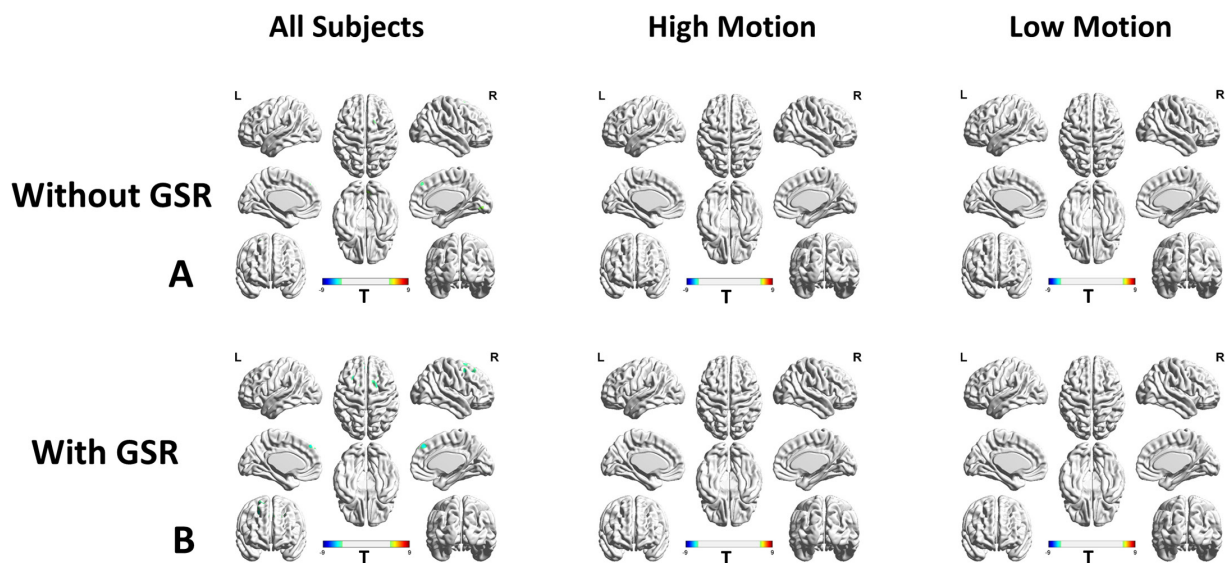 All Subjects High Motion Low Motion
L R L R L R
Without GSR
A
-9 9 -9 9 -9 9
T T T
L R L R L R
With GSR
B
-9 9 -9 9 -9 9
T T T